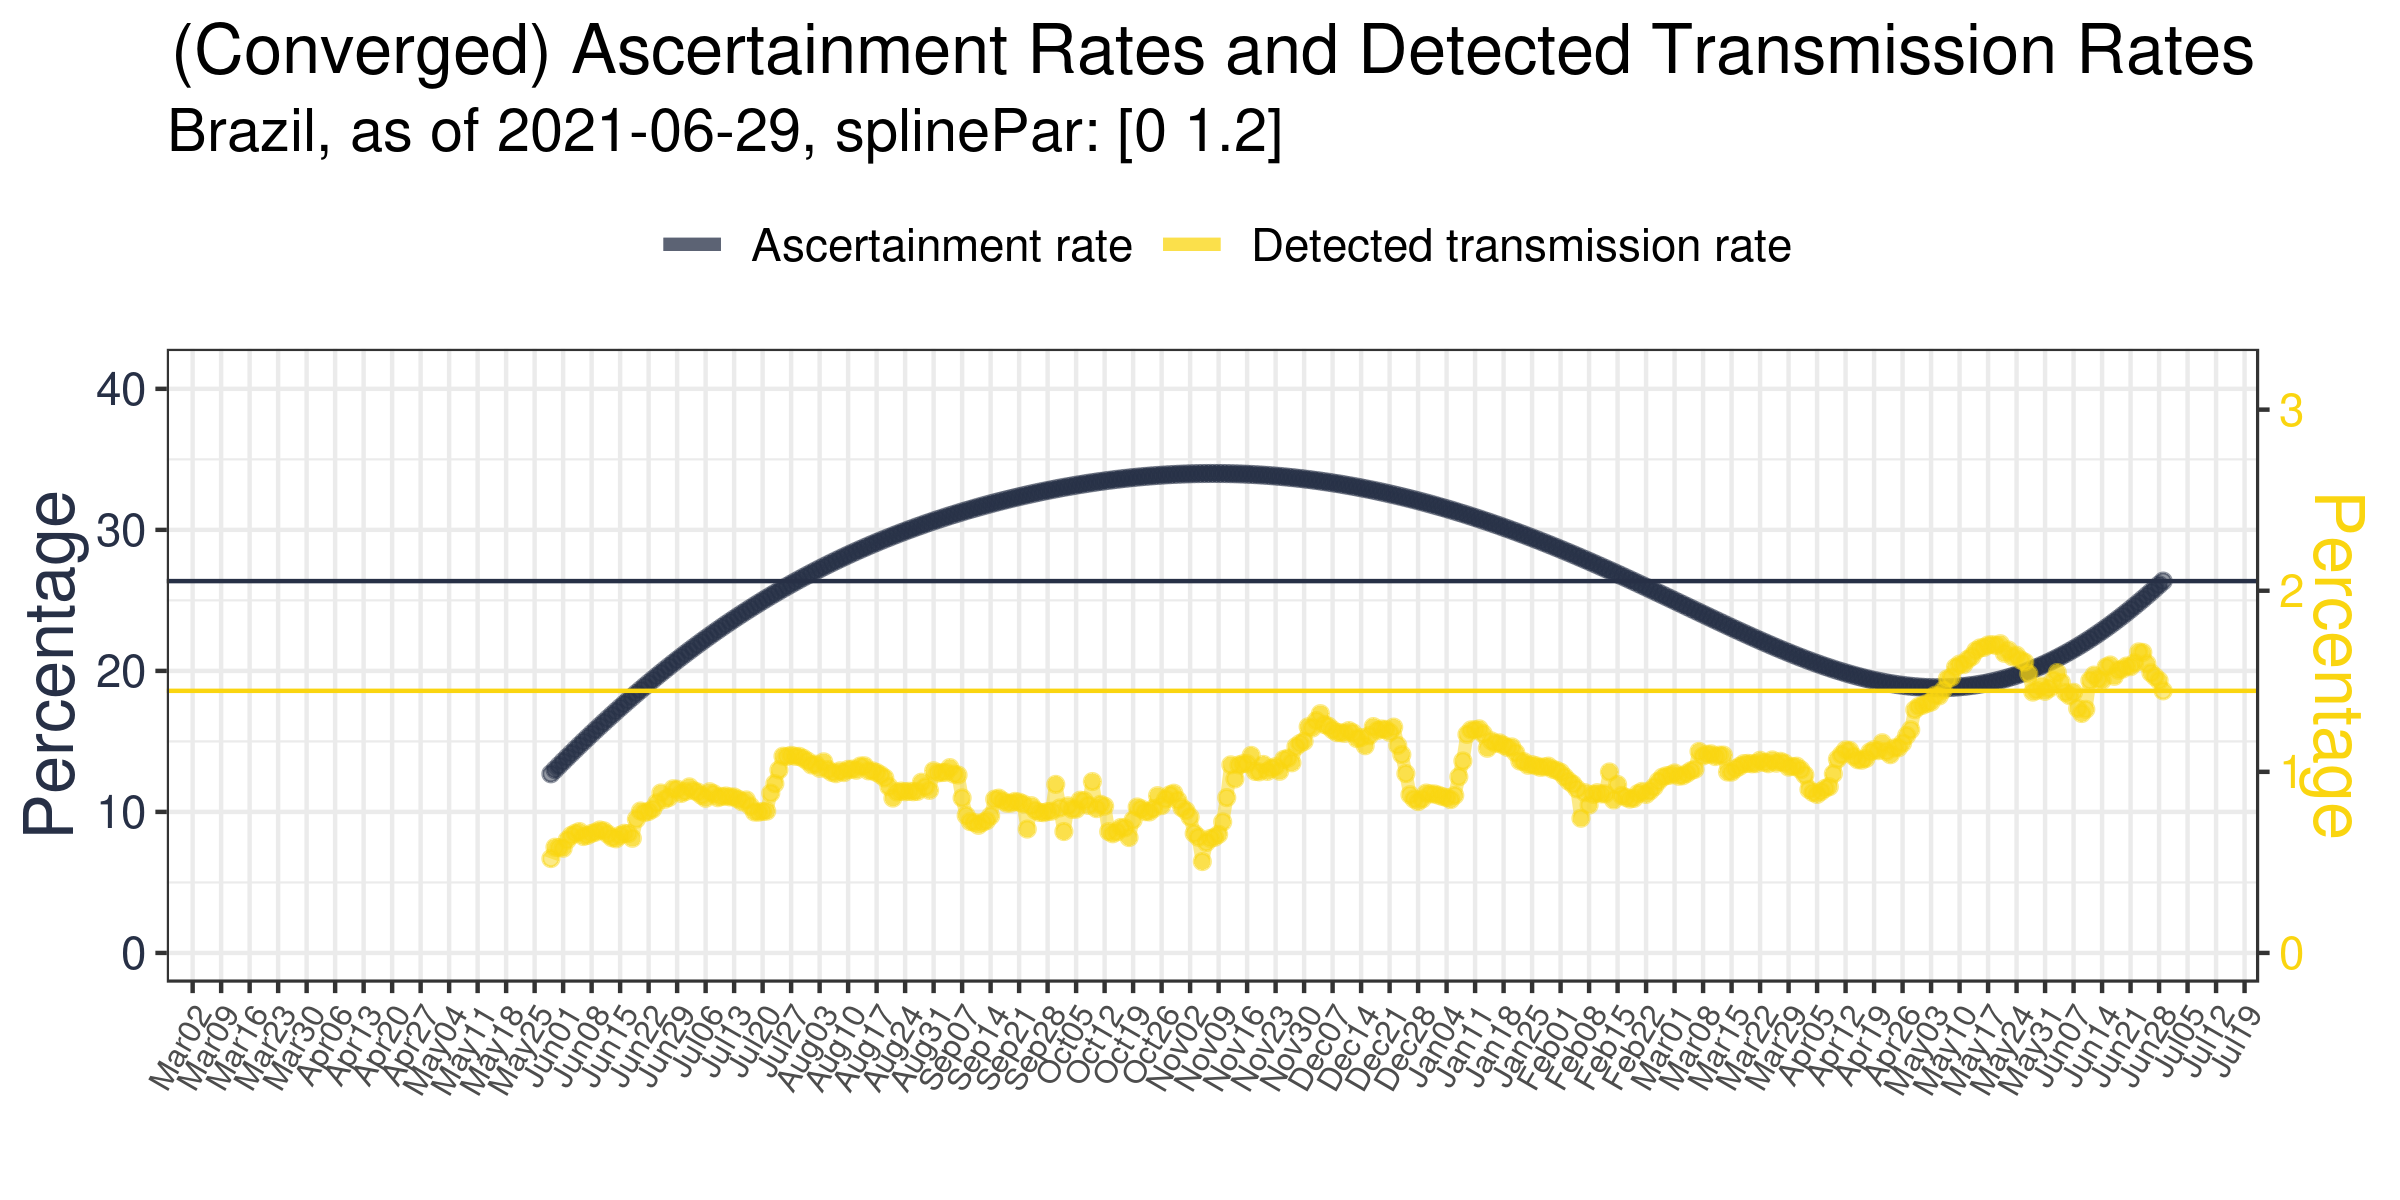 (Converged) Ascertainment Rates and Detected Transmission Rates
Brazil, as of 2021-06-29, splinePar: [0 1.2]
Ascertainment rate
Detected transmission rate
Percentage
40
30
20
10
0
3
2
1
0
Percentage
Mar02
Mar09
Mar16
Mar23
Mar30
Apr06
Apr13
Apr20
Apr27
May04
May11
May18
May25
Jun01
Jun08
Jun15
Jun22
Jun29
Jul06
Jul13
Jul20
Jul27
Aug03
Aug10
Aug17
Aug24
Aug31
Sep07
Sep14
Sep21
Sep28
Oct05
Oct12
Oct19
Oct26
Nov02
Nov09
Nov16
Nov23
Nov30
Dec07
Dec14
Dec21
Dec28
Jan04
Jan11
Jan18
Jan25
Feb01
Feb08
Feb15
Feb22
Mar01
Mar08
Mar15
Mar22
Mar29
Apr05
Apr12
Apr19
Apr26
May03
May10
May17
May24
May31
Jun07
Jun14
Jun21
Jun28
Jul05
Jul12
Jul19